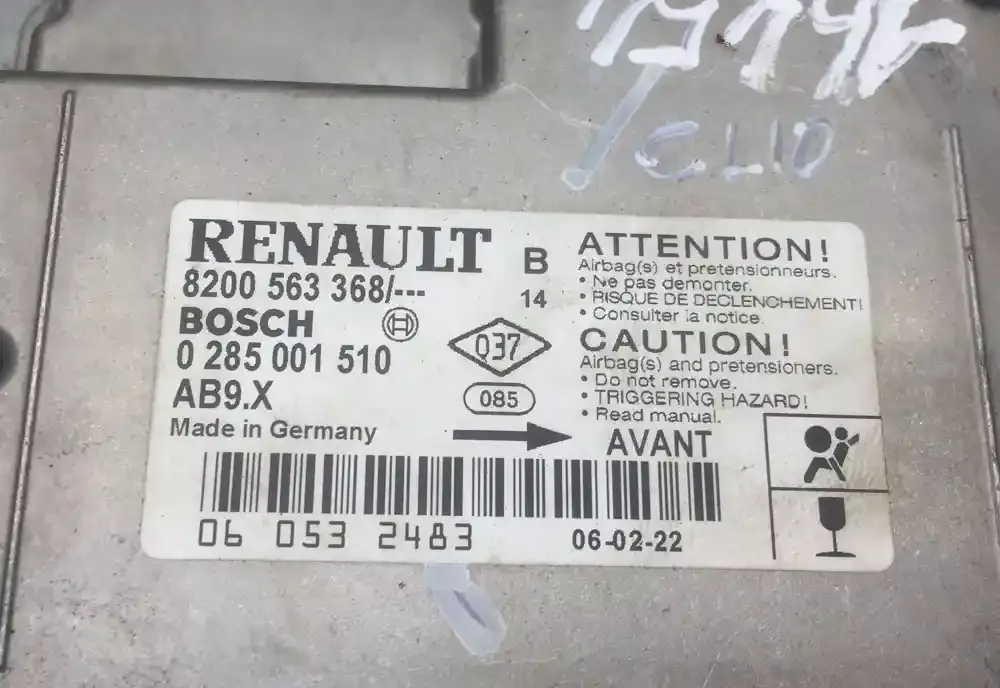 CLIO
RENAULT
8200 563 368/---
BOSCH
0 285 001 510
AB9.X
Made in Germany
B
14
Q37
085
ATTENTION!
Airbag(s) et pretensionneurs.
• Ne pas demonter.
• RISQUE DE DECLENCHEMENT!
• Consulter la notice.
CAUTION!
Airbag(s) and pretensioners.
• Do not remove.
• TRIGGERING HAZARD!
• Read manual.
AVANT
06 053 2483
06-02-22